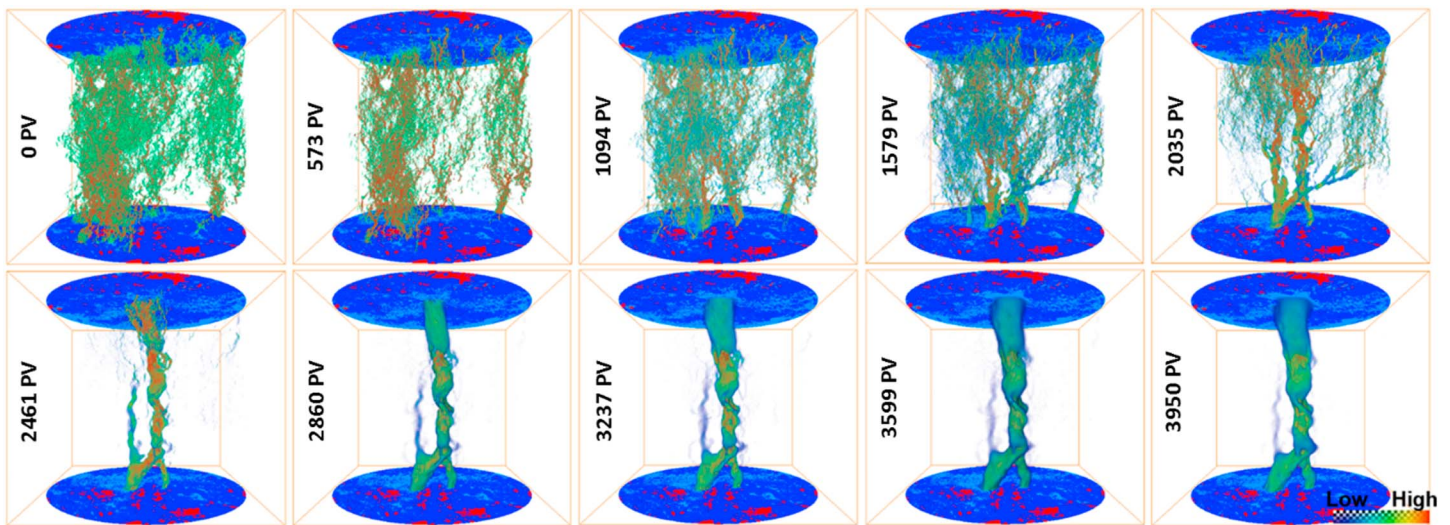 0 PV
573 PV
1094 PV
1579 PV
2035 PV
2461 PV
2860 PV
3237 PV
3599 PV
3950 PV
Low High